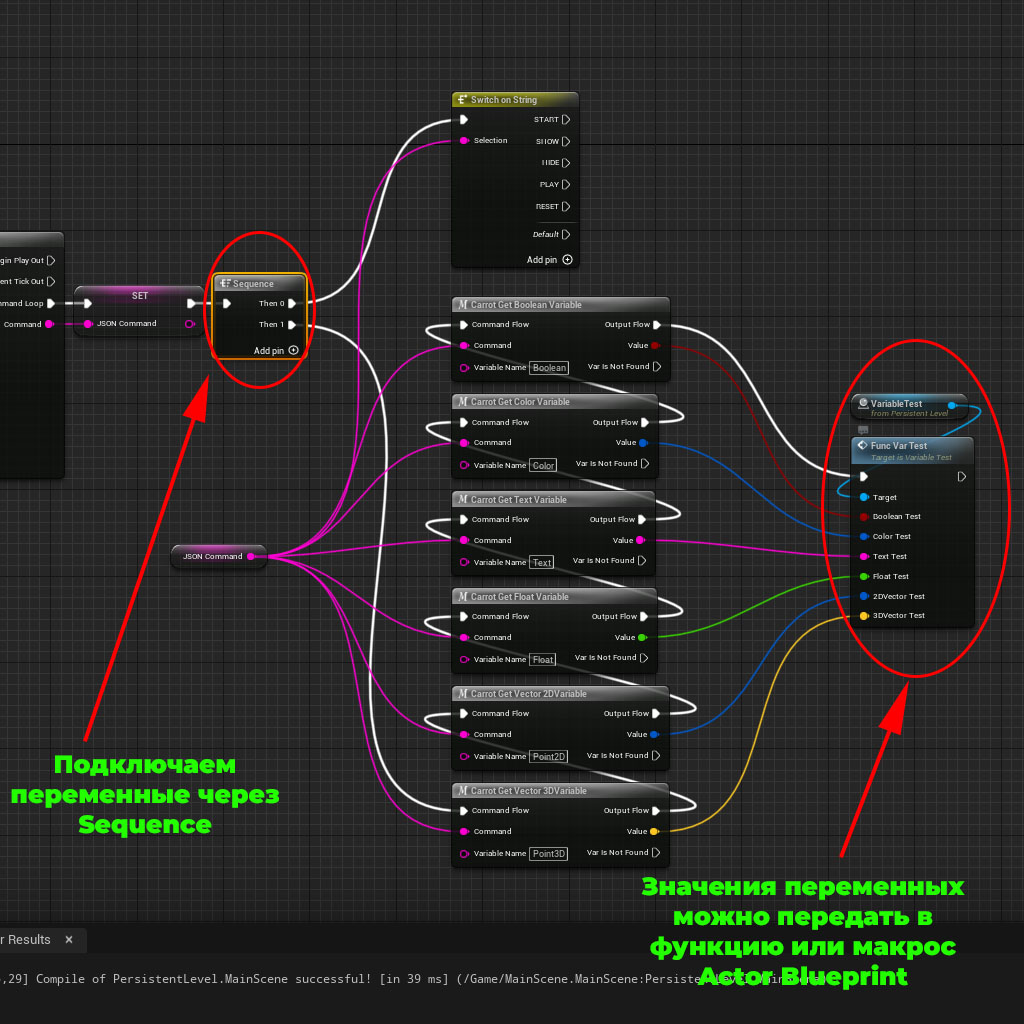 Switch on String
START
Selection
SHOW
HIDE
PLAY
RESET
Default
Add pin
gin Play Out
ent Tick Out
mmand Loop
Command
SET
JSON Command
Sequence
Then 0
Then 1
Add pin
Carrot Get Boolean Variable
Command Flow Output Flow
Command Value
Variable Name Boolean Var Is Not Found
Carrot Get Color Variable
Command Flow Output Flow
Command Value
Variable Name Color Var Is Not Found
Carrot Get Text Variable
Command Flow Output Flow
Command Value
Variable Name Text Var Is Not Found
Carrot Get Float Variable
Command Flow Output Flow
Command Value
Variable Name Float Var Is Not Found
Carrot Get Vector 2DVariable
Command Flow Output Flow
Command Value
Variable Name Point2D Var Is Not Found
Carrot Get Vector 3DVariable
Command Flow Output Flow
Command Value
Variable Name Point3D Var Is Not Found
JSON Command
VariableTest
from Persistent Level
Func Var Test
Target is Variable Test
Target
Boolean Test
Color Test
Text Test
Float Test
2DVector Test
3DVector Test
Подключаем
переменные через
Sequence
Значения переменных
можно передать в
функцию или макрос
Actor Blueprint
r Results
,29] Compile of PersistentLevel.MainScene successful! [in 39 ms] (/Game/MainScene.MainScene:Persiste